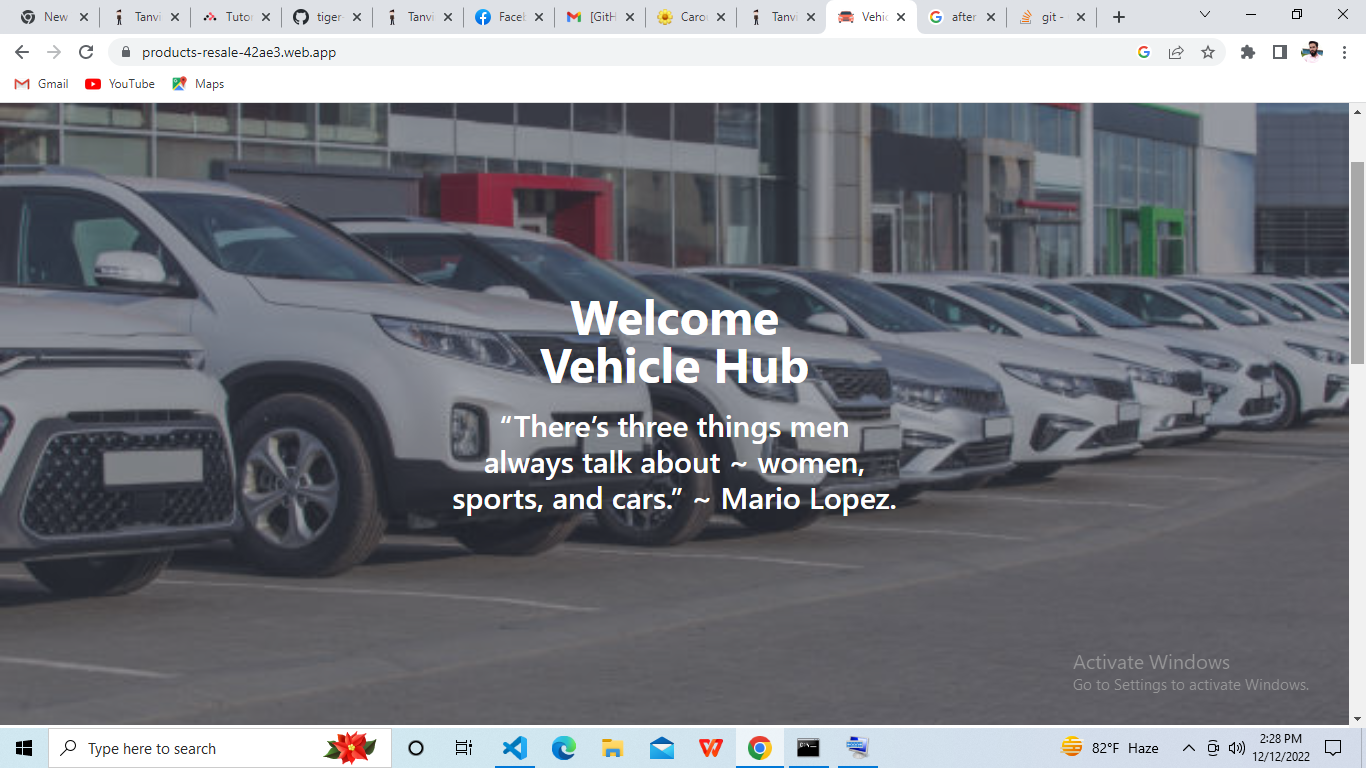 New
Tanvi
Tutor
tiger
Tanvi
Faceb
[GitH
Caro
Tanvi
Vehic
after
git -
products-resale-42ae3.web.app
Gmail
YouTube
Maps
Welcome
Vehicle Hub
“There’s three things men
always talk about ~ women,
sports, and cars.” ~ Mario Lopez.
Activate Windows
Go to Settings to activate Windows.
Type here to search
82°F Haze
2:28 PM
12/12/2022